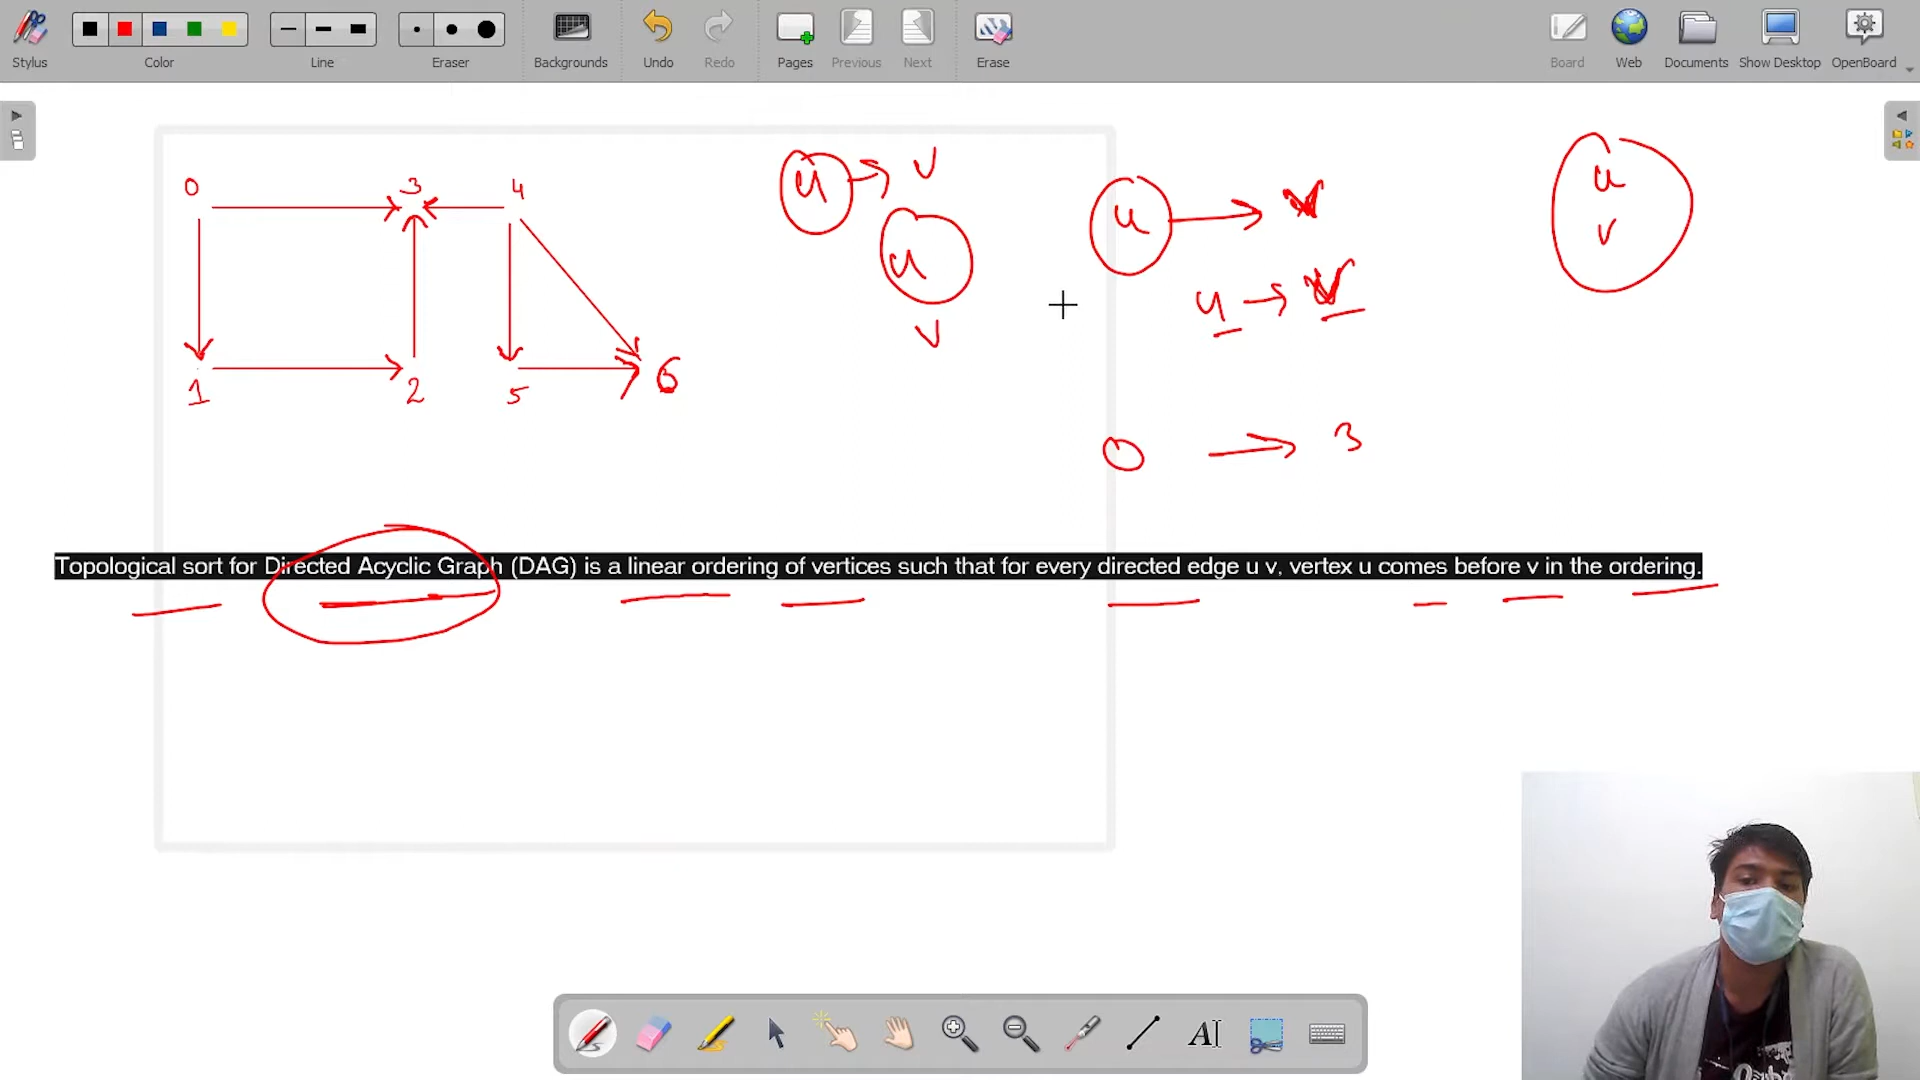 Stylus Color Line Eraser Backgrounds Undo Redo Pages Previous Next Erase Board Web Documents Show Desktop OpenBoard
0 3 4
1 2 5 6
u → v
u
v
u → v
u → v
u
v
0 → 3
Topological sort for Directed Acyclic Graph (DAG) is a linear ordering of vertices such that for every directed edge u v, vertex u comes before v in the ordering.